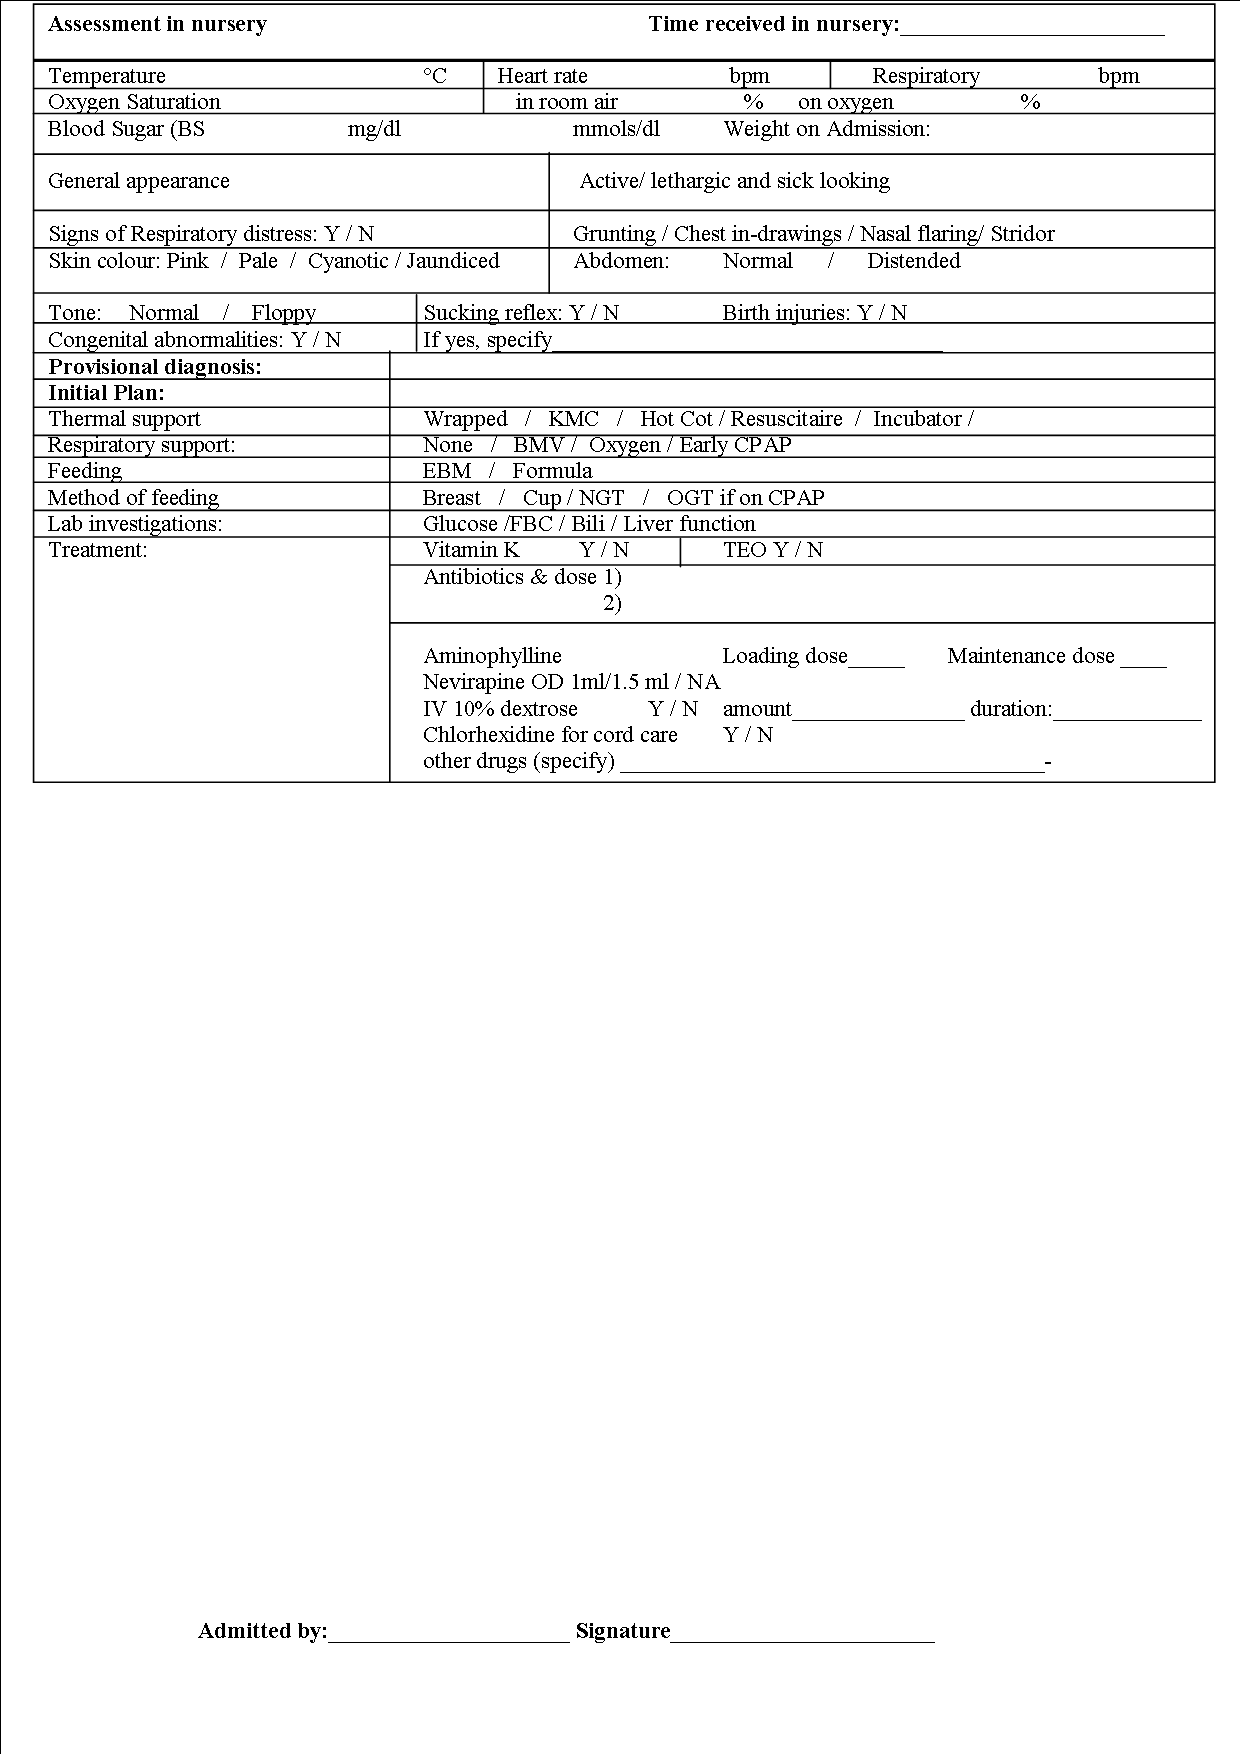 Assessment in nursery Time received in nursery:________________________
Temperature °C Heart rate bpm Respiratory bpm
Oxygen Saturation in room air % on oxygen %
Blood Sugar (BS mg/dl mmols/dl Weight on Admission:
General appearance Active/ lethargic and sick looking
Signs of Respiratory distress: Y / N Grunting / Chest in-drawings / Nasal flaring/ Stridor
Skin colour: Pink / Pale / Cyanotic / Jaundiced Abdomen: Normal / Distended
Tone: Normal / Floppy Sucking reflex: Y / N Birth injuries: Y / N
Congenital abnormalities: Y / N If yes, specify__________________________________
Provisional diagnosis:
Initial Plan:
Thermal support Wrapped / KMC / Hot Cot / Resuscitaire / Incubator /
Respiratory support: None / BMV / Oxygen / Early CPAP
Feeding EBM / Formula
Method of feeding Breast / Cup / NGT / OGT if on CPAP
Lab investigations: Glucose /FBC / Bili / Liver function
Treatment: Vitamin K Y / N TEO Y / N
Antibiotics & dose 1)
2)
Aminophylline Loading dose_____ Maintenance dose ____
Nevirapine OD 1ml/1.5 ml / NA
IV 10% dextrose Y / N amount_______________ duration:_____________
Chlorhexidine for cord care Y / N
other drugs (specify) _____________________________________-
Admitted by:______________________ Signature________________________